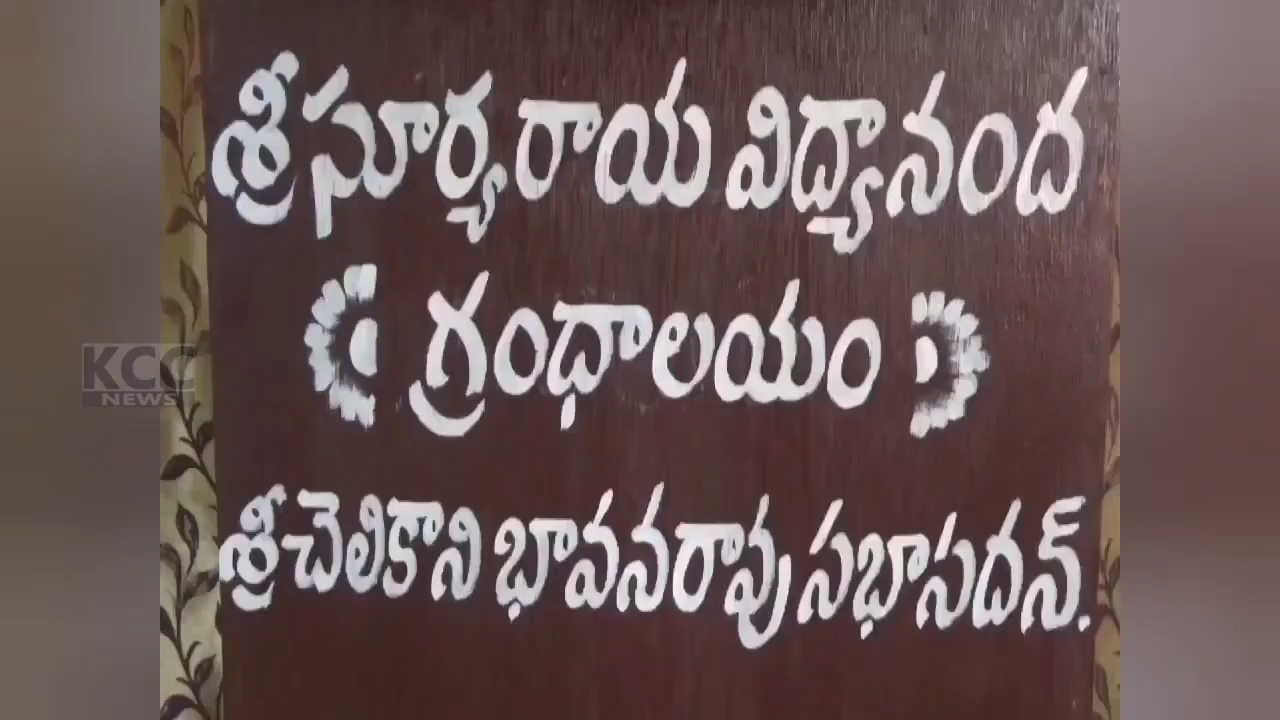 శ్రీ సూర్యరాయ విద్యానంద
గ్రంధాలయం
KCC
NEWS
శ్రీ చెలికాని భావనరావు సభాసదన్.